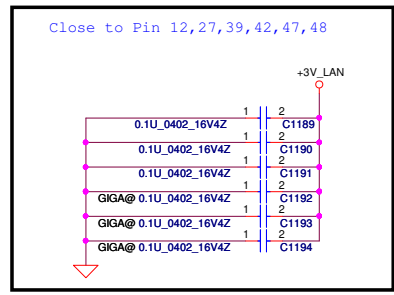 Close to Pin 12,27,39,42,47,48
+3V_LAN
1 2
0.1U_0402_16V4Z C1189
1 2
0.1U_0402_16V4Z C1190
1 2
0.1U_0402_16V4Z C1191
1 2
GIGA@ 0.1U_0402_16V4Z C1192
1 2
GIGA@ 0.1U_0402_16V4Z C1193
1 2
GIGA@ 0.1U_0402_16V4Z C1194